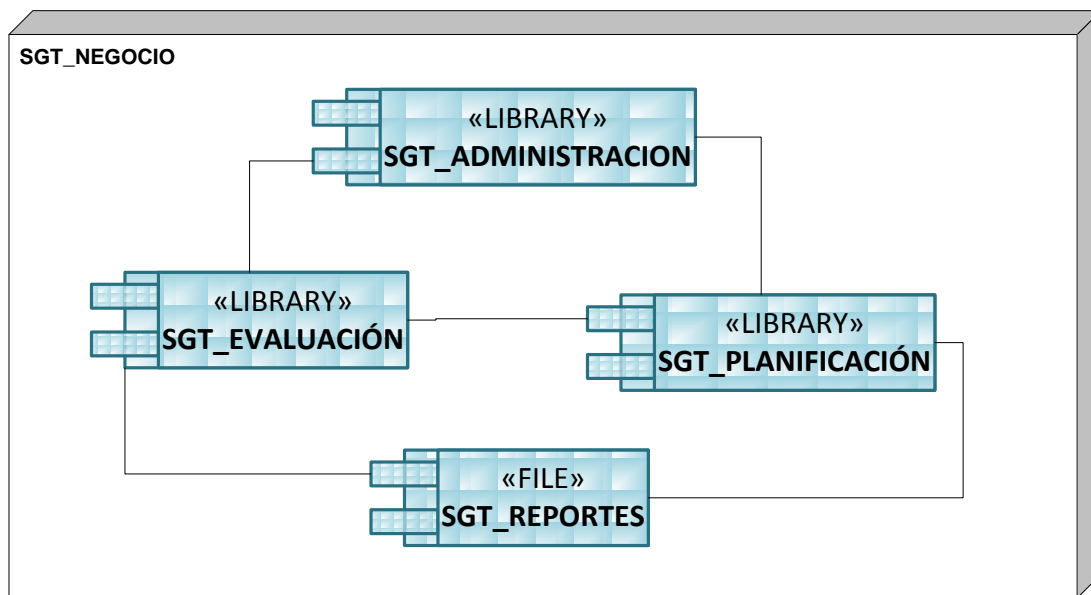 SGT_NEGOCIO
«LIBRARY»
SGT_ADMINISTRACION
«LIBRARY»
SGT_EVALUACIÓN
«LIBRARY»
SGT_PLANIFICACIÓN
«FILE»
SGT_REPORTES